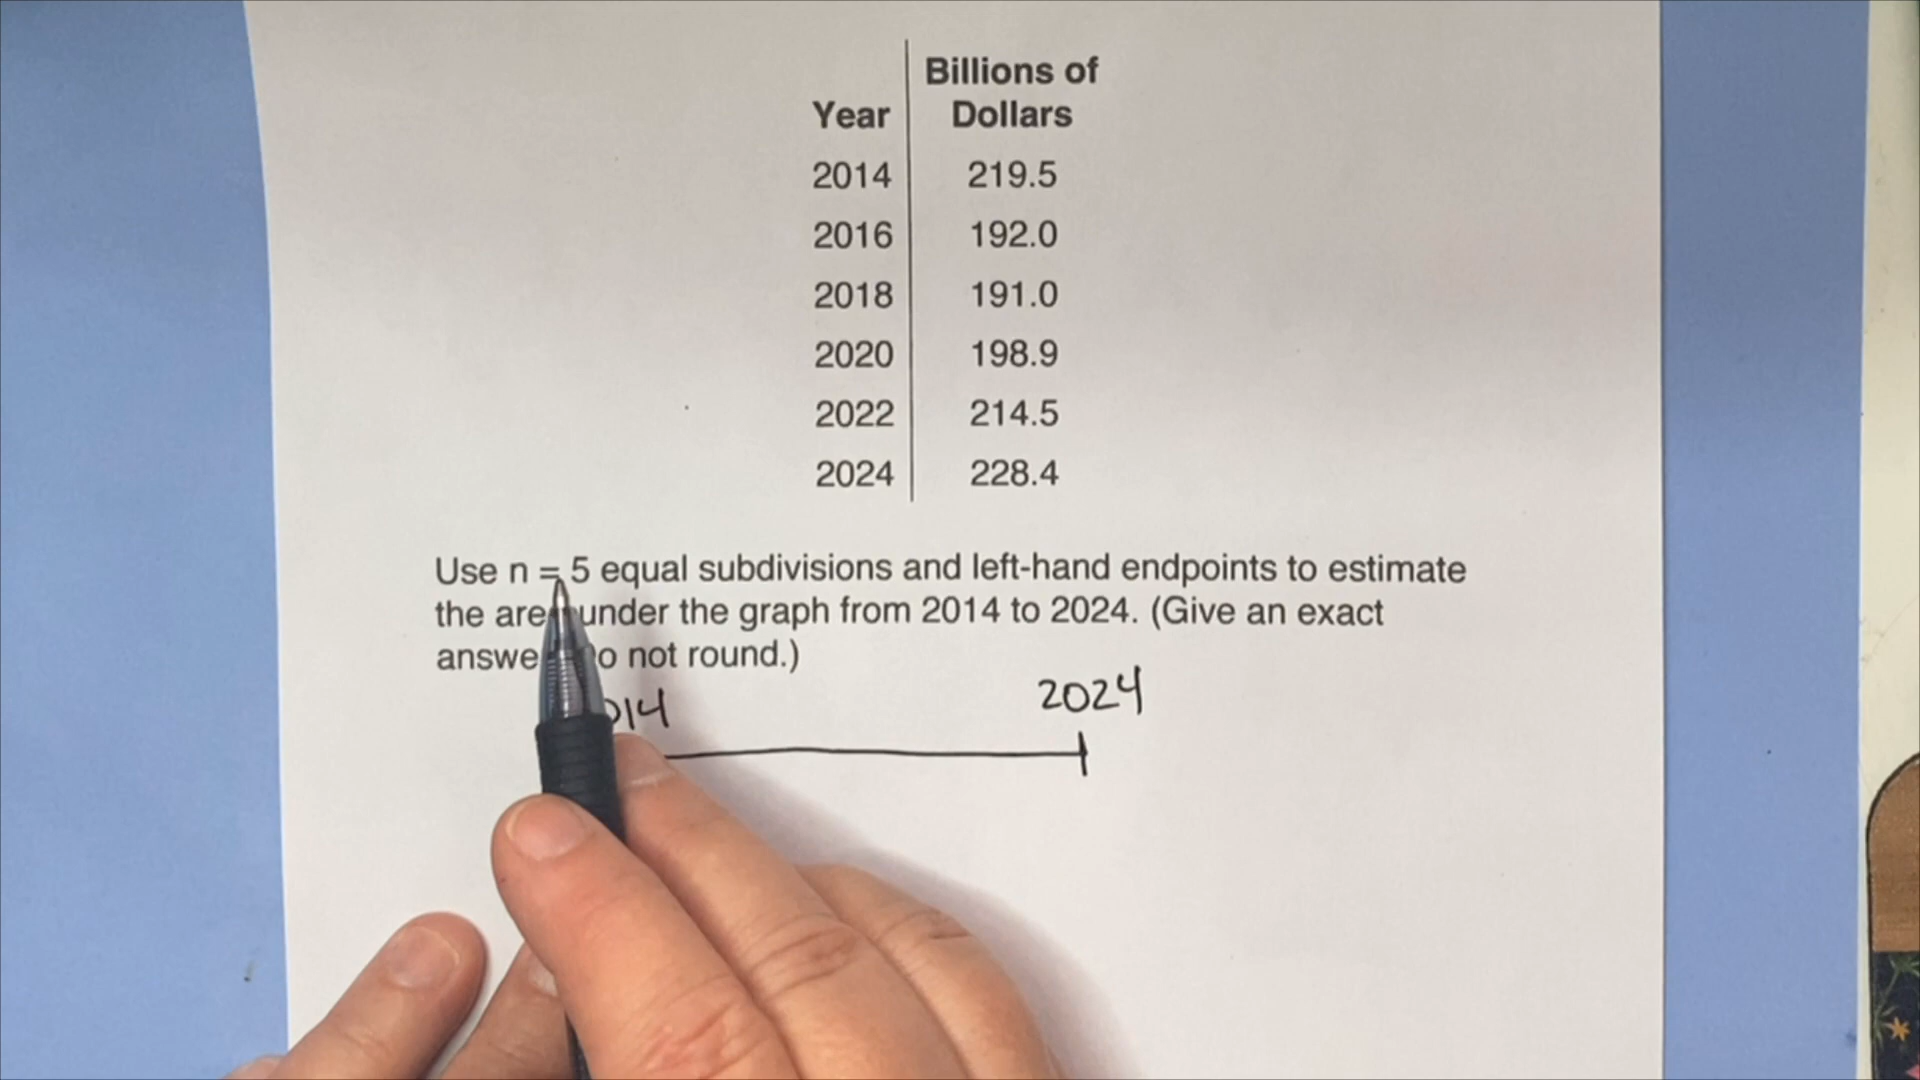 Billions of
Year Dollars
2014 219.5
2016 192.0
2018 191.0
2020 198.9
2022 214.5
2024 228.4
Use n = 5 equal subdivisions and left-hand endpoints to estimate
the are under the graph from 2014 to 2024. (Give an exact
answe o not round.)
014 2024